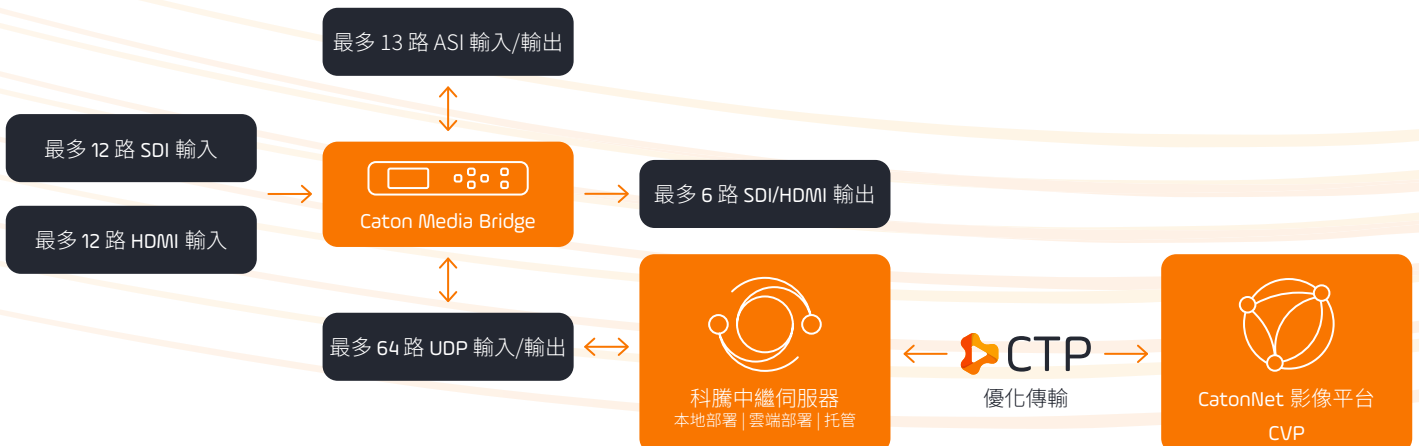 最多 13 路 ASI 輸入/輸出
最多 12 路 SDI 輸入
最多 12 路 HDMI 輸入
Caton Media Bridge
最多 6 路 SDI/HDMI 輸出
最多 64 路 UDP 輸入/輸出
科騰中繼伺服器
本地部署 | 雲端部署 | 托管
CTP
優化傳輸
CatonNet 影像平台
CVP